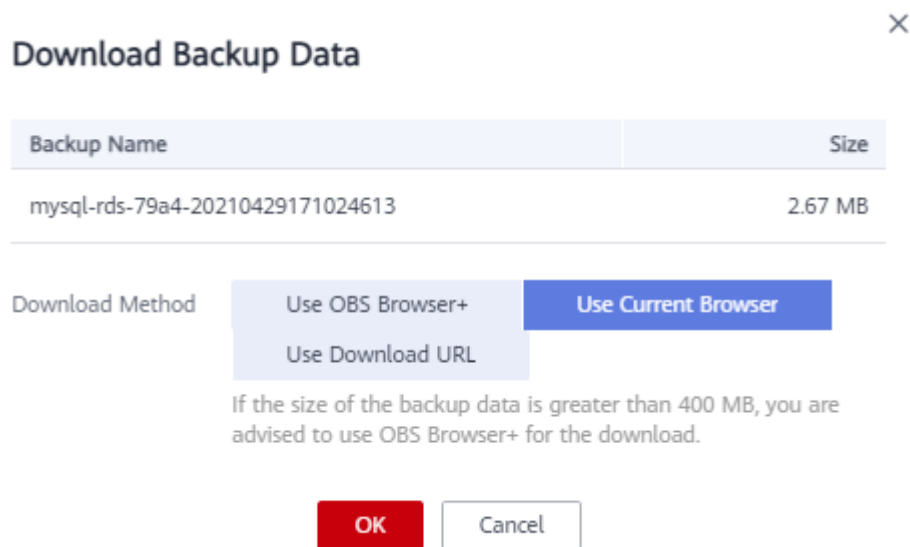 Download Backup Data
Backup Name Size
mysql-rds-79a4-20210429171024613 2.67 MB
Download Method Use OBS Browser+ Use Current Browser
Use Download URL
If the size of the backup data is greater than 400 MB, you are
advised to use OBS Browser+ for the download.
OK Cancel